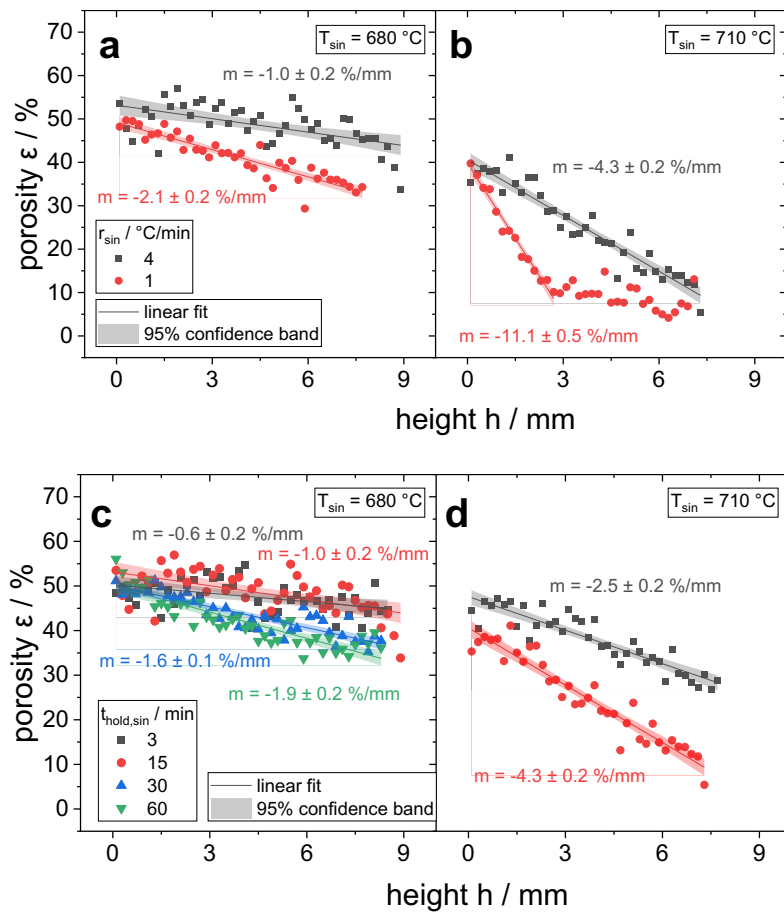 a
T_sin = 680 °C
m = -1.0 ± 0.2 %/mm
m = -2.1 ± 0.2 %/mm
r_sin / °C/min
4
1
linear fit
95% confidence band
70
60
50
40
30
20
10
0
porosity ε / %
0
3
6
9
b
T_sin = 710 °C
m = -4.3 ± 0.2 %/mm
m = -11.1 ± 0.5 %/mm
0
3
6
9
height h / mm
c
T_sin = 680 °C
m = -0.6 ± 0.2 %/mm
m = -1.0 ± 0.2 %/mm
m = -1.6 ± 0.1 %/mm
m = -1.9 ± 0.2 %/mm
t_hold,sin / min
3
15
30
60
linear fit
95% confidence band
70
60
50
40
30
20
10
0
porosity ε / %
0
3
6
9
d
T_sin = 710 °C
m = -2.5 ± 0.2 %/mm
m = -4.3 ± 0.2 %/mm
0
3
6
9
height h / mm